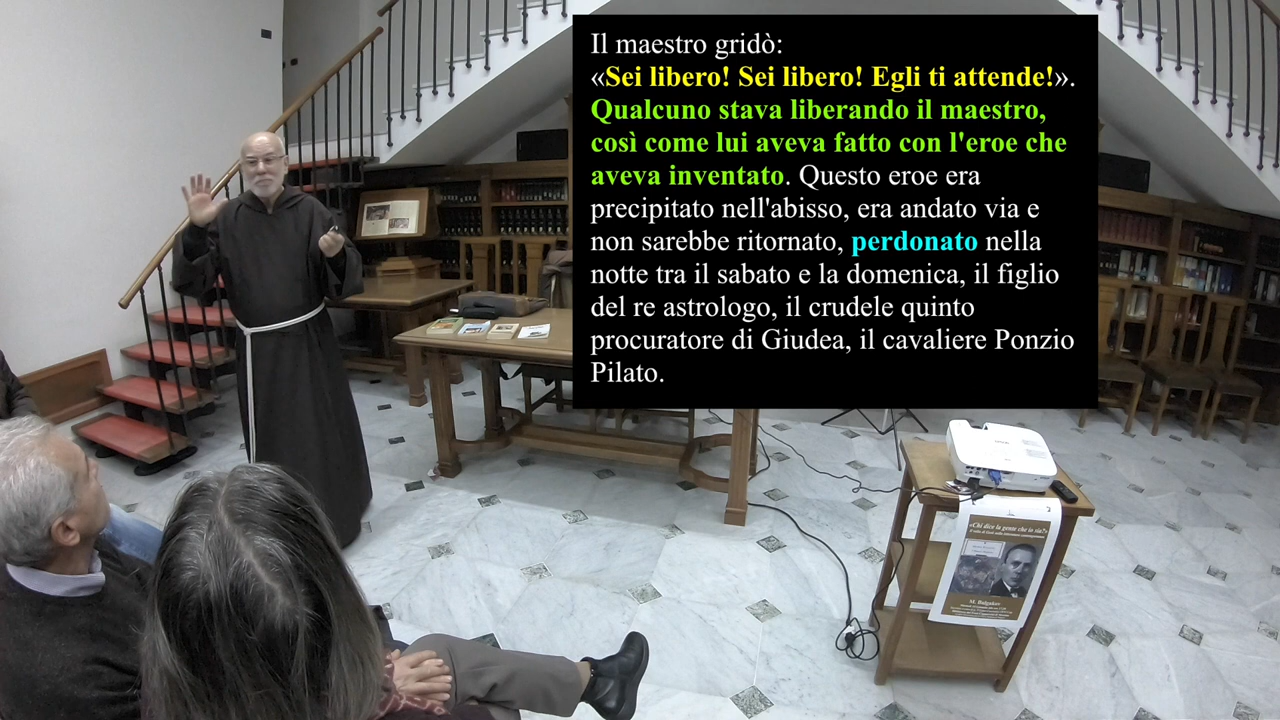 Il maestro gridò:
«Sei libero! Sei libero! Egli ti attende!».
Qualcuno stava liberando il maestro,
così come lui aveva fatto con l'eroe che
aveva inventato. Questo eroe era
precipitato nell'abisso, era andato via e
non sarebbe ritornato, perdonato nella
notte tra il sabato e la domenica, il figlio
del re astrologo, il crudele quinto
procuratore di Giudea, il cavaliere Ponzio
Pilato.
«Chi dice la gente che io sia?»
M. Bulgakov